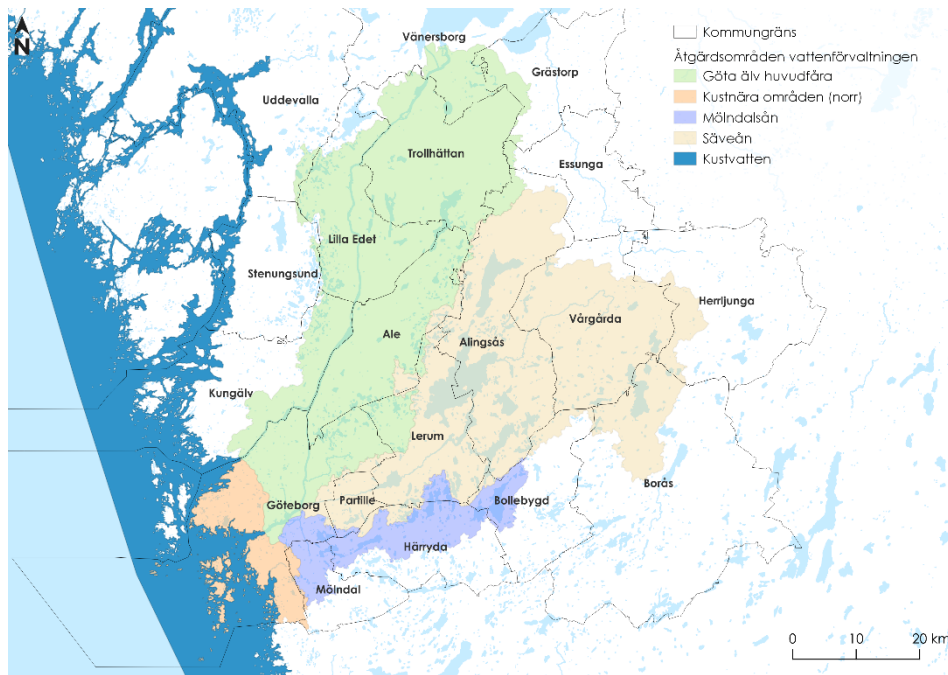 N
Kommungräns
Åtgärdsområden vattenförvaltningen
Göta älv huvudfåra
Kustnära områden (norr)
Mölndalsån
Säveån
Kustvatten
Vänersborg
Grästorp
Uddevalla
Trollhättan
Essunga
Lilla Edet
Stenungsund
Herrljunga
Vårgårda
Ale
Alingsås
Kungälv
Lerum
Borås
Partille
Bollebygd
Göteborg
Härryda
Mölndal
0 10 20 km